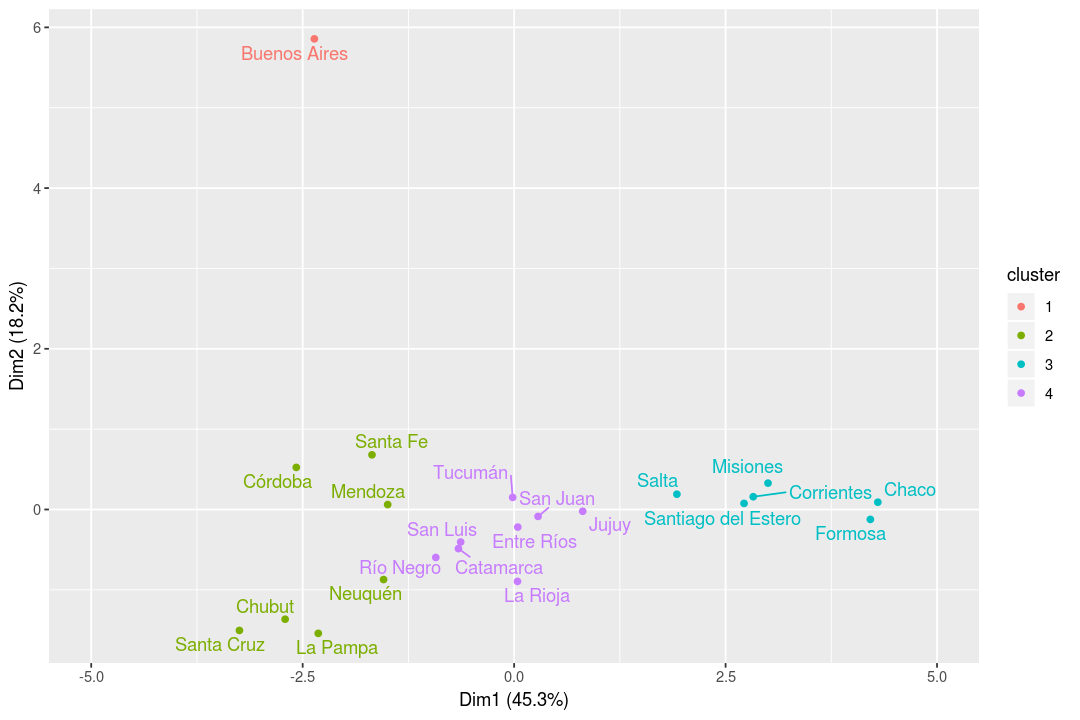 6
Buenos Aires
4
cluster
1
2
3
4
Dim2 (18.2%)
2
Santa Fe
Córdoba
Mendoza
Tucumán
San Juan
Misiones
Salta
Corrientes
Chaco
0
Santiago del Estero
Jujuy
Formosa
San Luis
Entre Ríos
Río Negro
Catamarca
Neuquén
La Rioja
Chubut
Santa Cruz
La Pampa
-5.0
-2.5
0.0
2.5
5.0
Dim1 (45.3%)